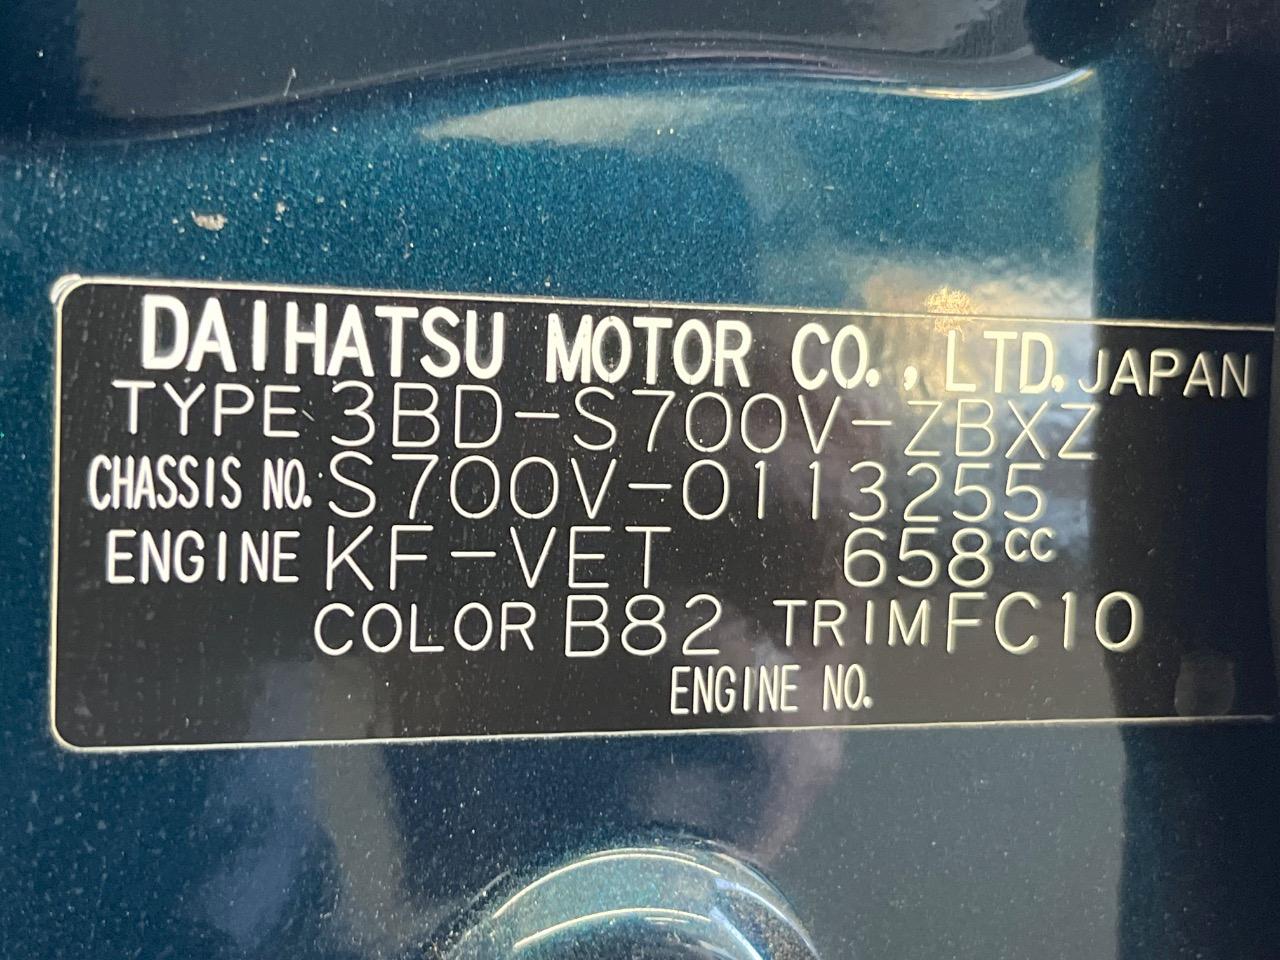 DAIHATSU MOTOR CO., LTD. JAPAN
TYPE 3BD-S700V-ZBXZ
CHASSIS NO. S700V-0113255
ENGINE KF-VET 658cc
COLOR B82 TRIM FC10
ENGINE NO.